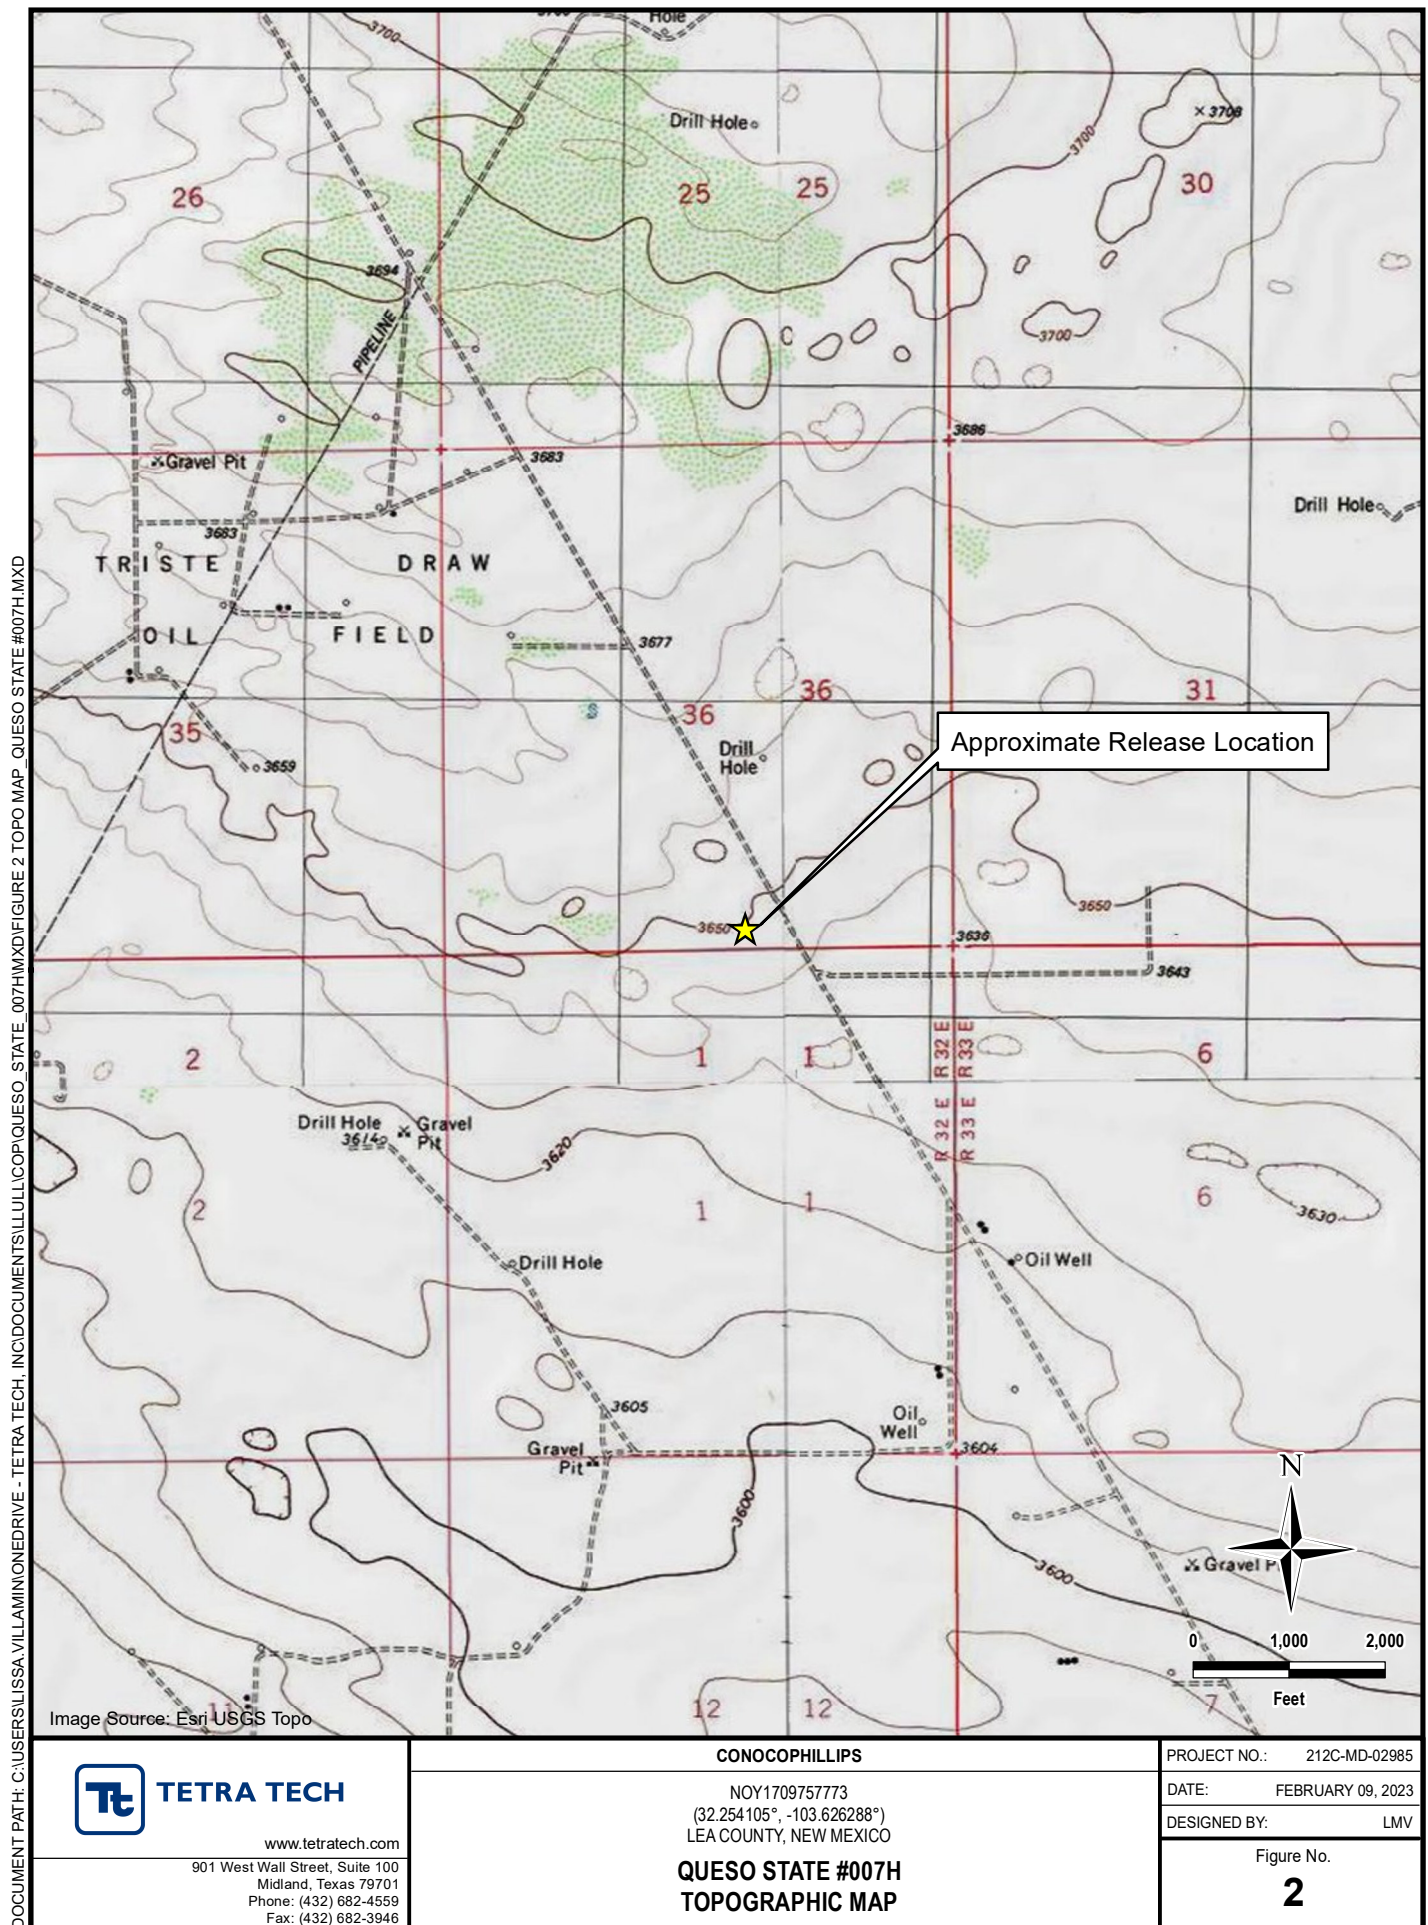 Hole
3700
Drill Hole
× 3708
3700
26
25
25
30
3694
PIPELINE
3700
3686
Gravel Pit
3683
Drill Hole
3683
TRISTE DRAW
OIL FIELD
3677
36
36
31
35
Drill
Hole
3659
Approximate Release Location
3650
3650
3636
3643
R 32 E
R 33 E
2
1
1
6
R 32 E
R 33 E
Drill Hole
3614
Gravel
Pit
3620
2
1
1
6
3630
Drill Hole
Oil Well
3605
Oil
Well
Gravel
Pit
3604
3600
N
3600
Gravel P
0 1,000 2,000
Feet
11
12
12
7
Image Source: Esri USGS Topo
DOCUMENT PATH: C:\USERS\LISSA.VILLAMIN\ONEDRIVE - TETRA TECH, INC\DOCUMENTS\LLULL\COP\QUESO_STATE_007H\MXD\FIGURE 2 TOPO MAP_QUESO STATE #007H.MXD
Tt TETRA TECH
www.tetratech.com
901 West Wall Street, Suite 100
Midland, Texas 79701
Phone: (432) 682-4559
Fax: (432) 682-3946
CONOCOPHILLIPS
NOY1709757773
(32.254105°, -103.626288°)
LEA COUNTY, NEW MEXICO
QUESO STATE #007H
TOPOGRAPHIC MAP
PROJECT NO.: 212C-MD-02985
DATE: FEBRUARY 09, 2023
DESIGNED BY: LMV
Figure No.
2